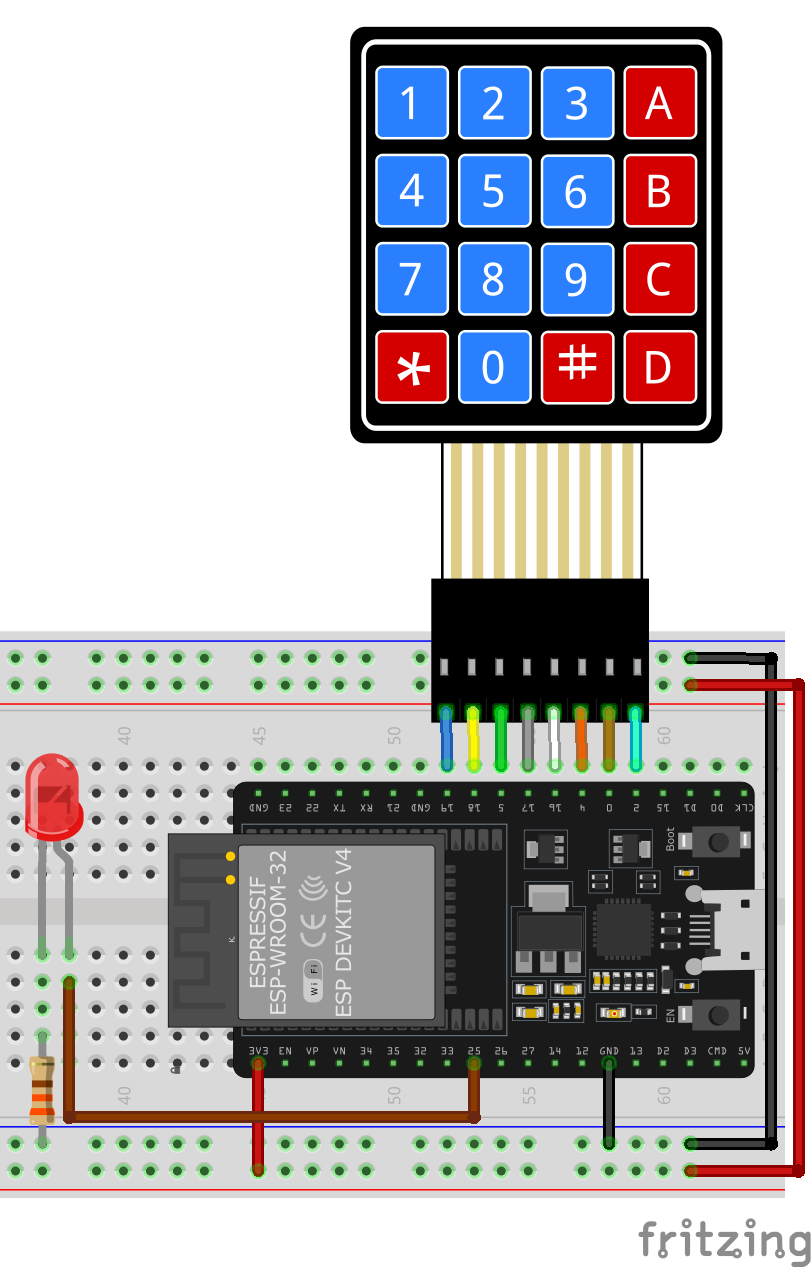 1 2 3 A
4 5 6 B
7 8 9 C
* 0 # D
40 45 50 60
GND 23 22 TX RX 21 GND 19 18 5 17 16 4 0 2 15 D1 D0 CLK
Boot
ESPRESSIF
ESP-WROOM-32
Wi Fi
CE
ESP DEVKITC V4
EN
3V3 EN VP VN 34 35 32 33 25 26 27 14 12 GND 13 D2 D3 CMD 5V
40 50 55 60
fritzing